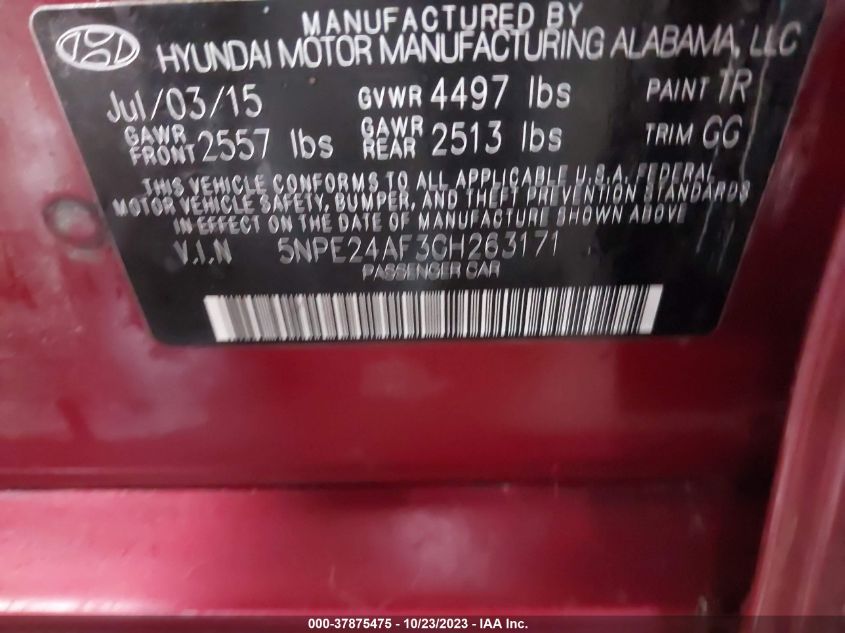 MANUFACTURED BY
HYUNDAI MOTOR MANUFACTURING ALABAMA, LLC
Jul/03/15 GVWR 4497 lbs PAINT TR
GAWR FRONT 2557 lbs GAWR REAR 2513 lbs TRIM GG
THIS VEHICLE CONFORMS TO ALL APPLICABLE U.S.A. FEDERAL
MOTOR VEHICLE SAFETY, BUMPER, AND THEFT PREVENTION STANDARDS
IN EFFECT ON THE DATE OF MANUFACTURE SHOWN ABOVE
V.I.N 5NPE24AF3GH263171
PASSENGER CAR
000-37875475 - 10/23/2023 - IAA Inc.